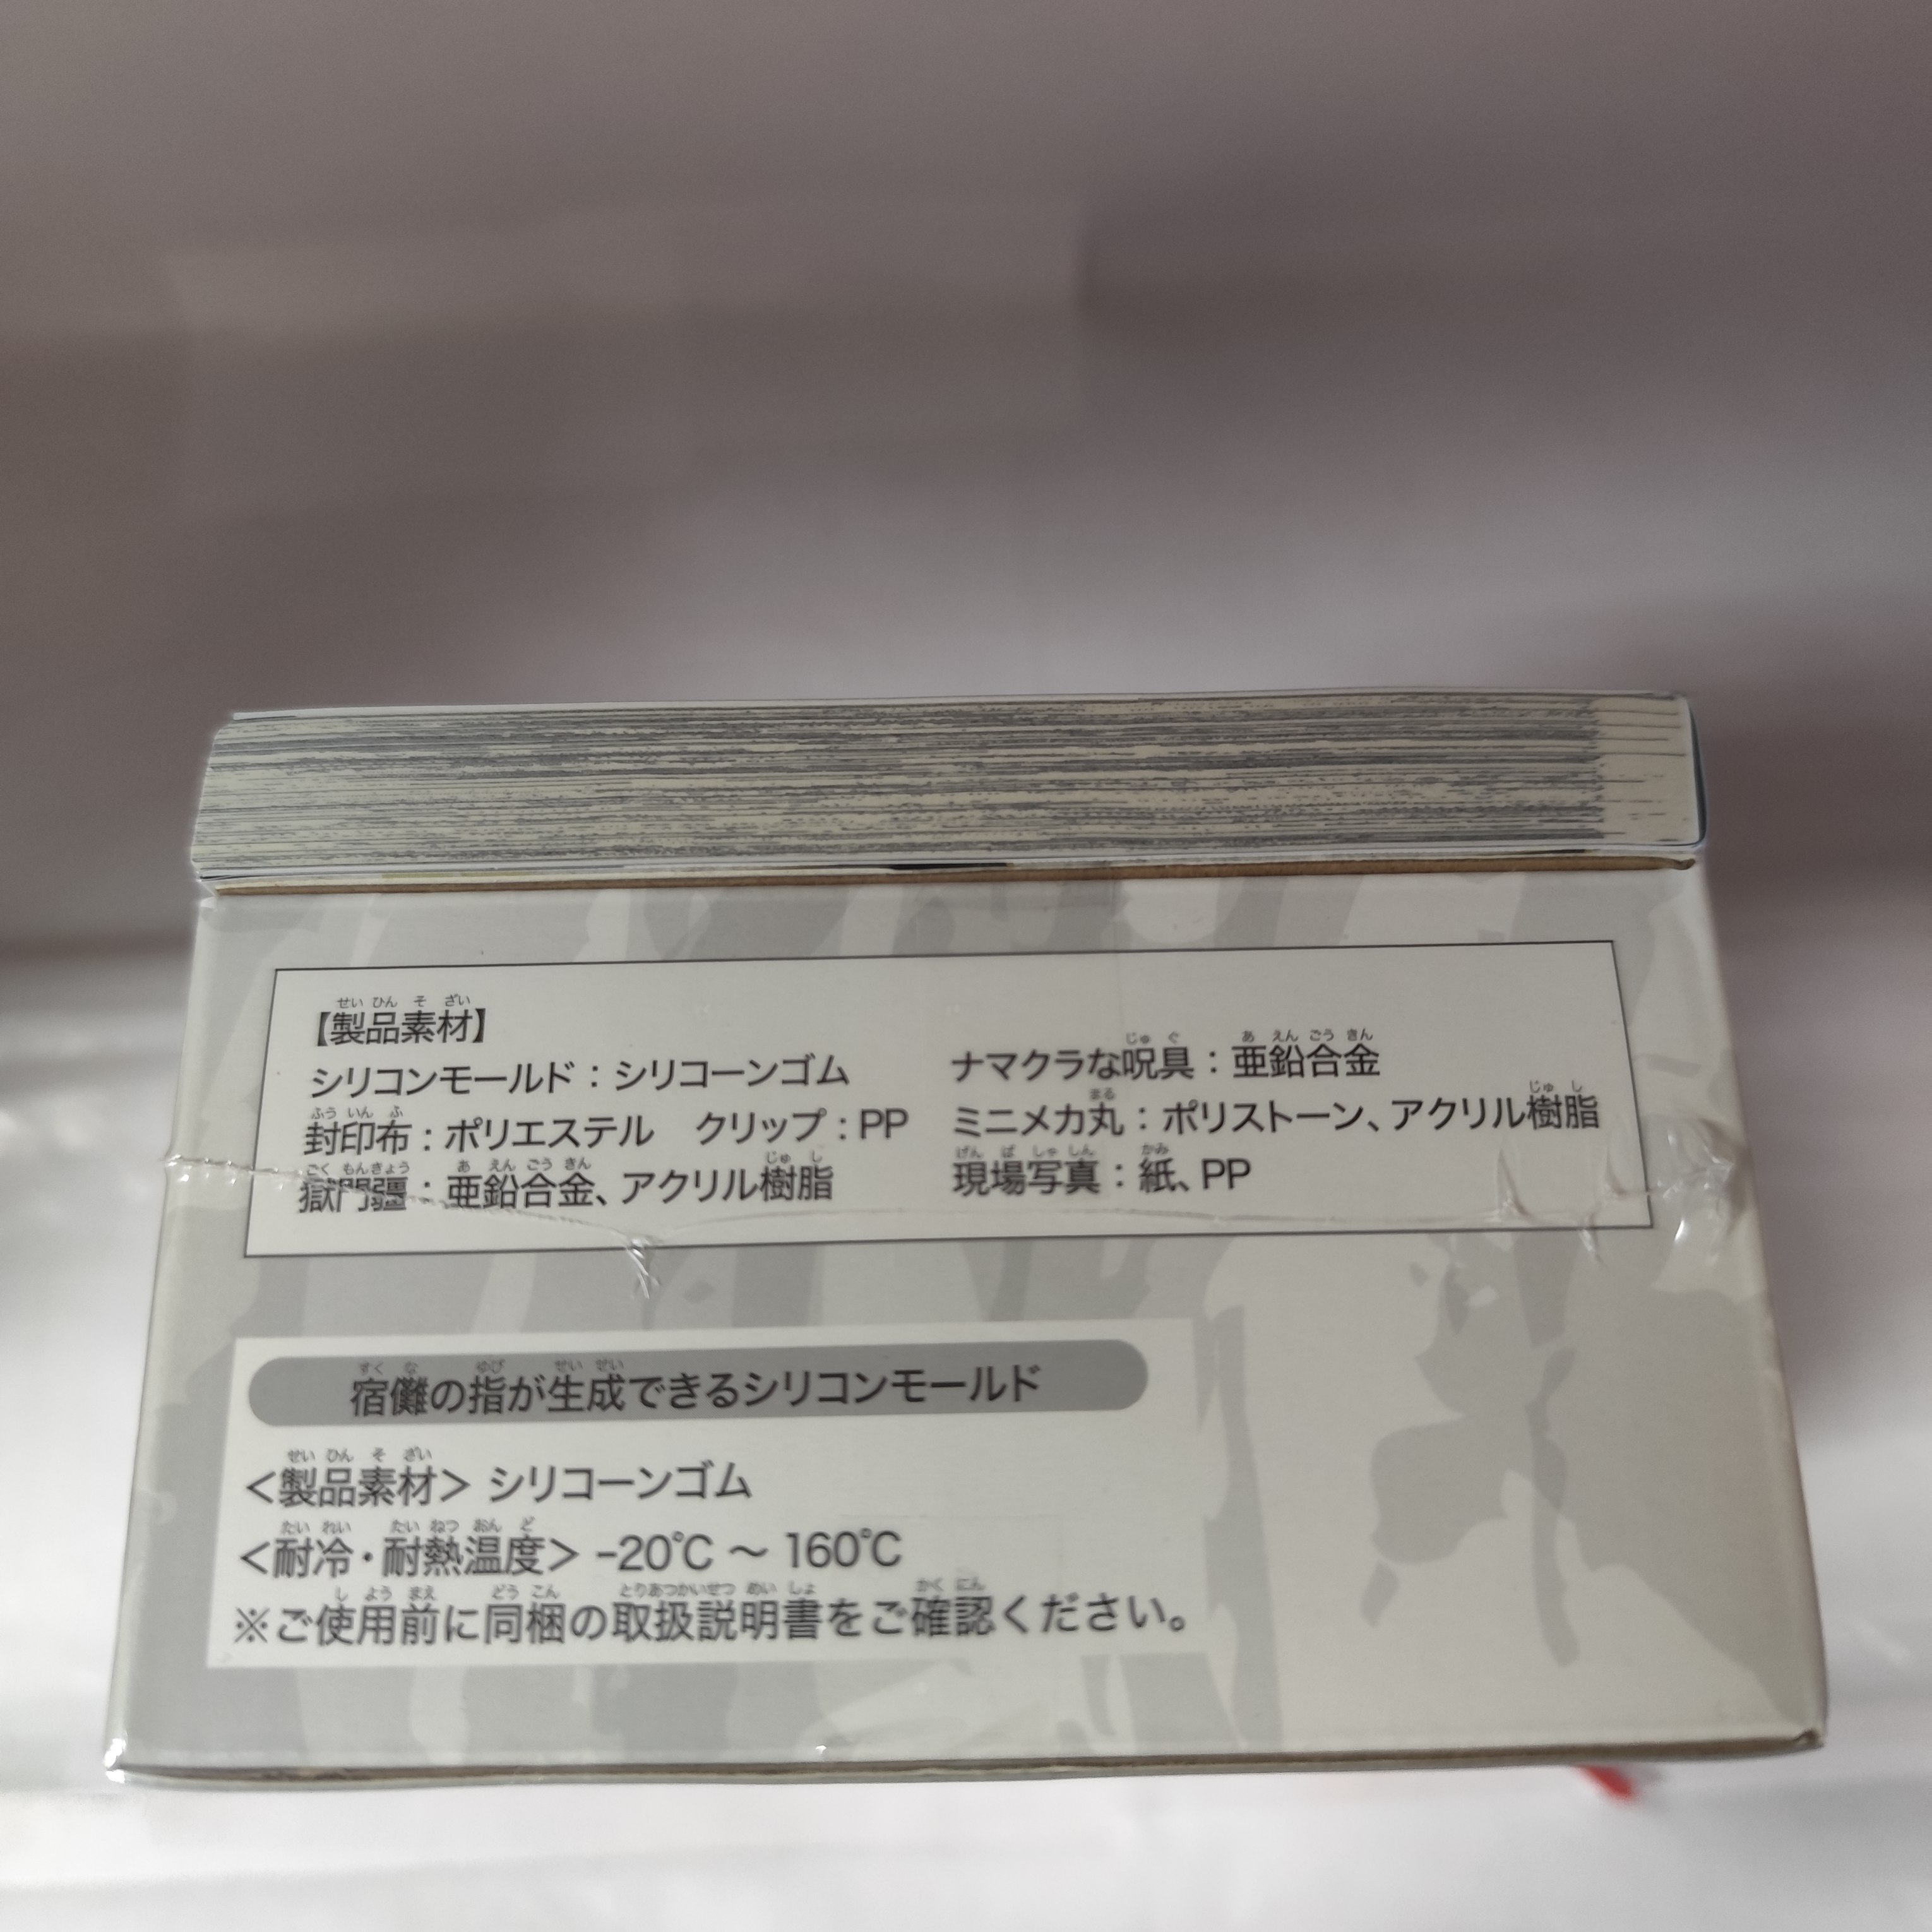 【製品素材】
シリコンモールド：シリコーンゴム
封印布：ポリエステル　クリップ：PP
獄門疆：亜鉛合金、アクリル樹脂
ナマクラな呪具：亜鉛合金
ミニメカ丸：ポリストーン、アクリル樹脂
現場写真：紙、PP
宿儺の指が生成できるシリコンモールド
＜製品素材＞ シリコーンゴム
＜耐冷・耐熱温度＞ −20℃ ～ 160℃
※ご使用前に同梱の取扱説明書をご確認ください。